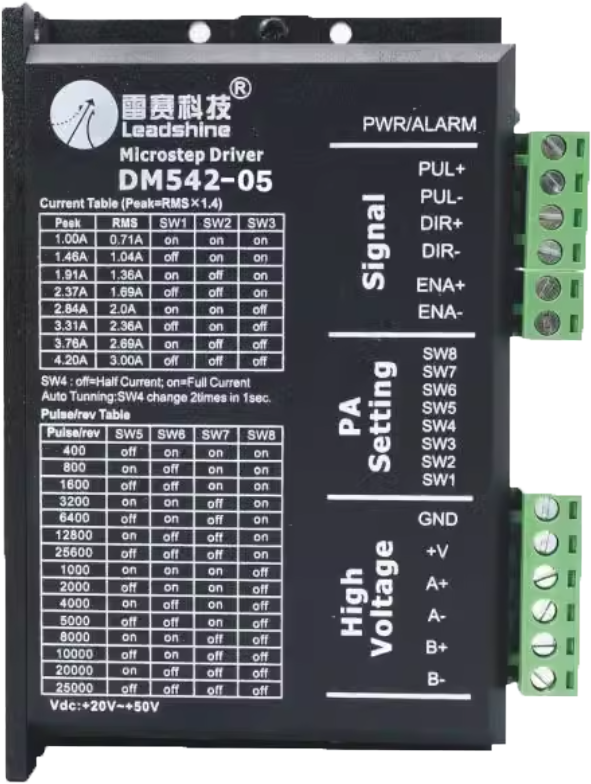 雷赛科技®
Leadshine
Microstep Driver
DM542-05
Current Table (Peak=RMS×1.4)
Peak RMS SW1 SW2 SW3
1.00A 0.71A on on on
1.46A 1.04A off on on
1.91A 1.36A on off on
2.37A 1.69A off off on
2.84A 2.0A on on off
3.31A 2.36A off on off
3.76A 2.69A on off off
4.20A 3.00A off off off
SW4 : off=Half Current; on=Full Current
Auto Tunning:SW4 change 2times in 1sec.
Pulse/rev Table
Pulse/rev SW5 SW6 SW7 SW8
400 off on on on
800 on off on on
1600 off off on on
3200 on on off on
6400 off on off on
12800 on off off on
25600 off off off on
1000 on on on off
2000 off on on off
4000 on off on off
5000 off off on off
8000 on on off off
10000 off on off off
20000 on off off off
25000 off off off off
Vdc:+20V~+50V
PWR/ALARM
Signal
PUL+
PUL-
DIR+
DIR-
ENA+
ENA-
PA
Setting
SW8
SW7
SW6
SW5
SW4
SW3
SW2
SW1
High
Voltage
GND
+V
A+
A-
B+
B-